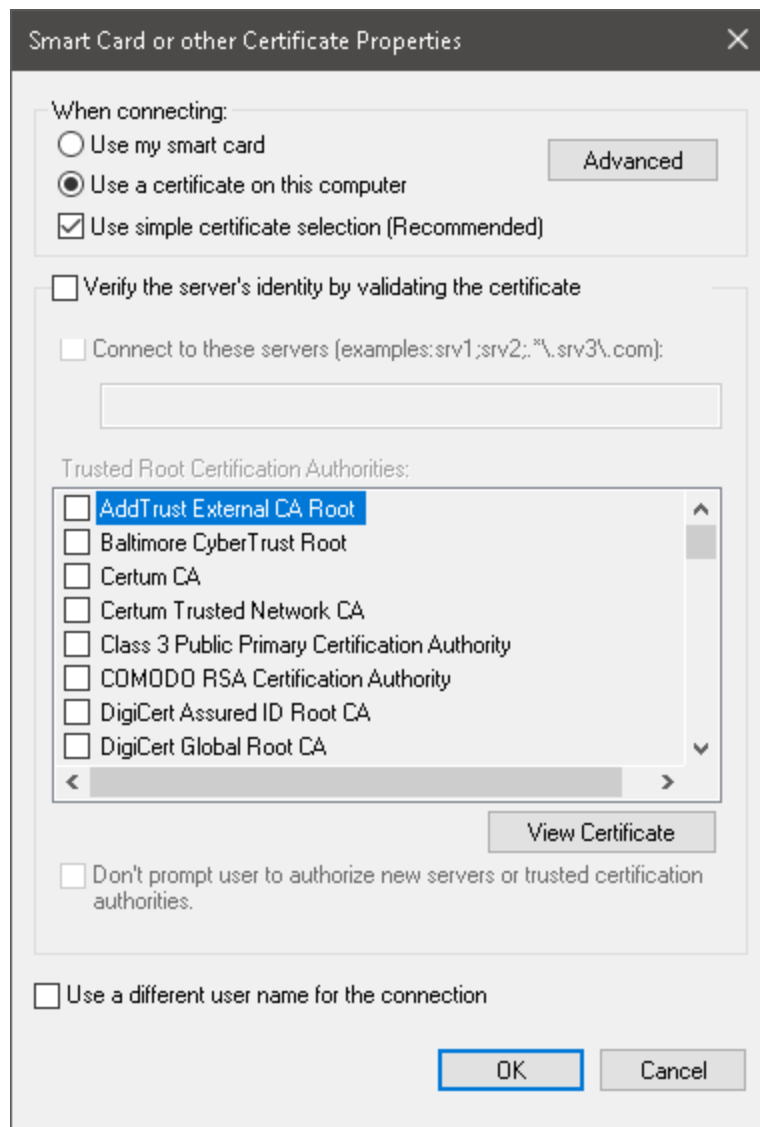 Smart Card or other Certificate Properties
When connecting:
Use my smart card
Advanced
Use a certificate on this computer
Use simple certificate selection (Recommended)
Verify the server's identity by validating the certificate
Connect to these servers (examples:srv1;srv2;.*\.srv3\.com):
Trusted Root Certification Authorities:
AddTrust External CA Root
Baltimore CyberTrust Root
Certum CA
Certum Trusted Network CA
Class 3 Public Primary Certification Authority
COMODO RSA Certification Authority
DigiCert Assured ID Root CA
DigiCert Global Root CA
View Certificate
Don't prompt user to authorize new servers or trusted certification
authorities.
Use a different user name for the connection
OK
Cancel